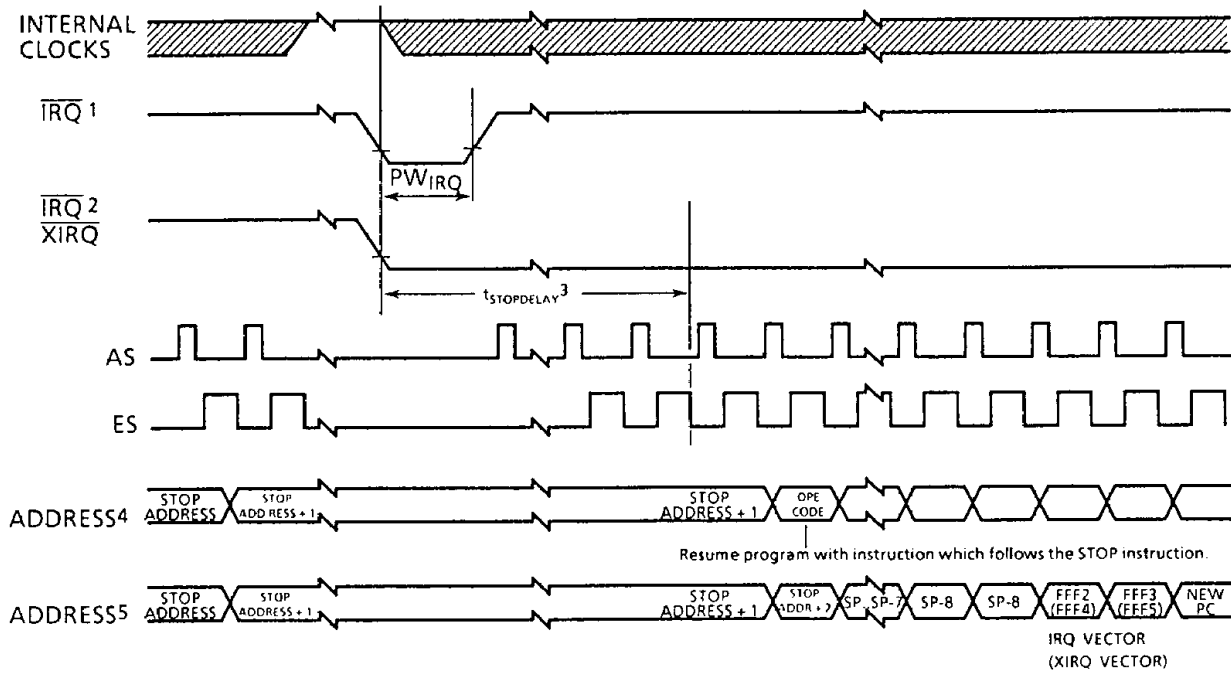 INTERNAL
CLOCKS
IRQ 1
PWIRQ
IRQ 2
XIRQ
tSTOPDELAY3
AS
ES
ADDRESS4
STOP
ADDRESS
STOP
ADDRESS + 1
STOP
ADDRESS + 1
OPE
CODE
Resume program with instruction which follows the STOP instruction.
ADDRESS5
STOP
ADDRESS
STOP
ADDRESS + 1
STOP
ADDRESS + 1
STOP
ADDR + 2
SP...SP-7
SP-8
SP-8
FFF2
(FFF4)
FFF3
(FFF5)
NEW
PC
IRQ VECTOR
(XIRQ VECTOR)